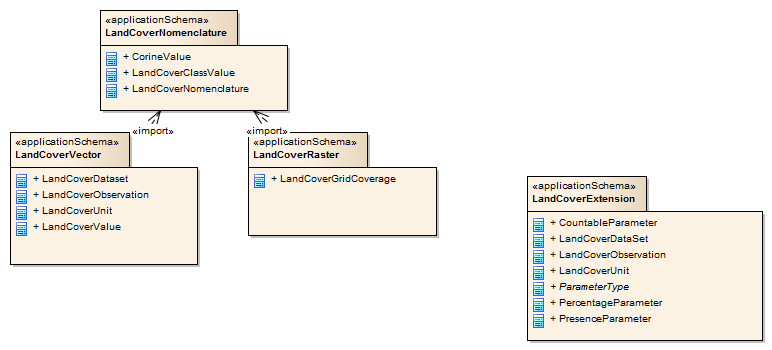 «applicationSchema»
LandCoverNomenclature
+ CorineValue
+ LandCoverClassValue
+ LandCoverNomenclature
«import»
«import»
«applicationSchema»
LandCoverVector
+ LandCoverDataset
+ LandCoverObservation
+ LandCoverUnit
+ LandCoverValue
«applicationSchema»
LandCoverRaster
+ LandCoverGridCoverage
«applicationSchema»
LandCoverExtension
+ CountableParameter
+ LandCoverDataSet
+ LandCoverObservation
+ LandCoverUnit
+ ParameterType
+ PercentageParameter
+ PresenceParameter